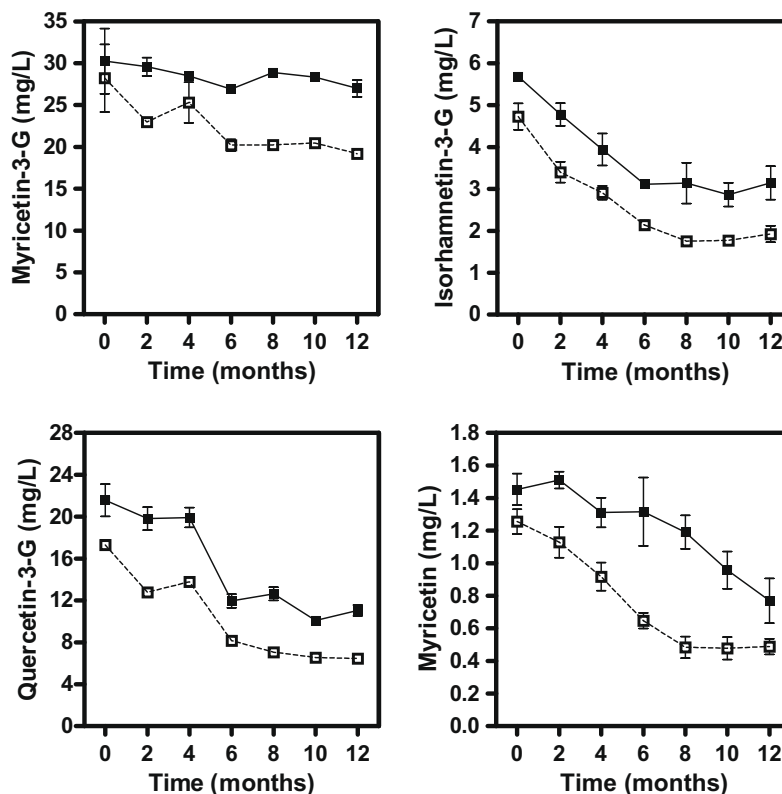 Myricetin-3-G (mg/L)
35
30
25
20
15
10
5
0
0 2 4 6 8 10 12
Time (months)
Isorhamnetin-3-G (mg/L)
7
6
5
4
3
2
1
0
0 2 4 6 8 10 12
Time (months)
Quercetin-3-G (mg/L)
28
24
20
16
12
8
4
0
0 2 4 6 8 10 12
Time (months)
Myricetin (mg/L)
1.8
1.6
1.4
1.2
1.0
0.8
0.6
0.4
0.2
0.0
0 2 4 6 8 10 12
Time (months)